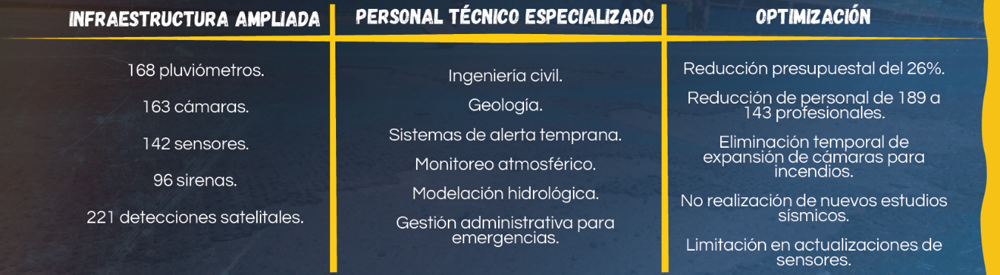 INFRAESTRUCTURA AMPLIADA
168 pluviómetros.
163 cámaras.
142 sensores.
96 sirenas.
221 detecciones satelitales.
PERSONAL TÉCNICO ESPECIALIZADO
Ingeniería civil.
Geología.
Sistemas de alerta temprana.
Monitoreo atmosférico.
Modelación hidrológica.
Gestión administrativa para
emergencias.
OPTIMIZACIÓN
Reducción presupuestal del 26%.
Reducción de personal de 189 a
143 profesionales.
Eliminación temporal de
expansión de cámaras para
incendios.
No realización de nuevos estudios
sísmicos.
Limitación en actualizaciones de
sensores.